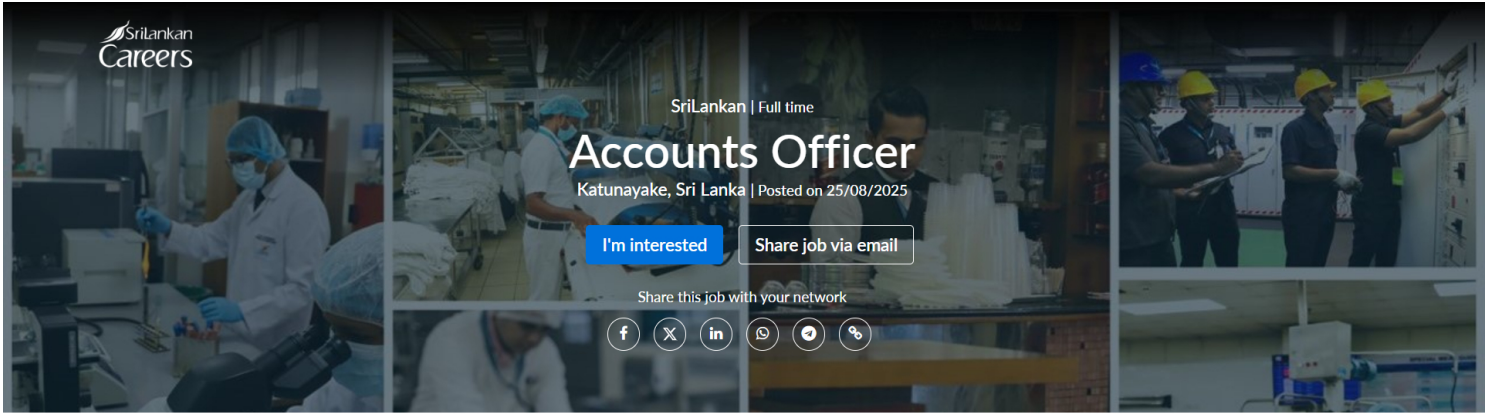 SriLankan
Careers
SriLankan | Full time
Accounts Officer
Katunayake, Sri Lanka | Posted on 25/08/2025
I'm interested
Share job via email
Share this job with your network